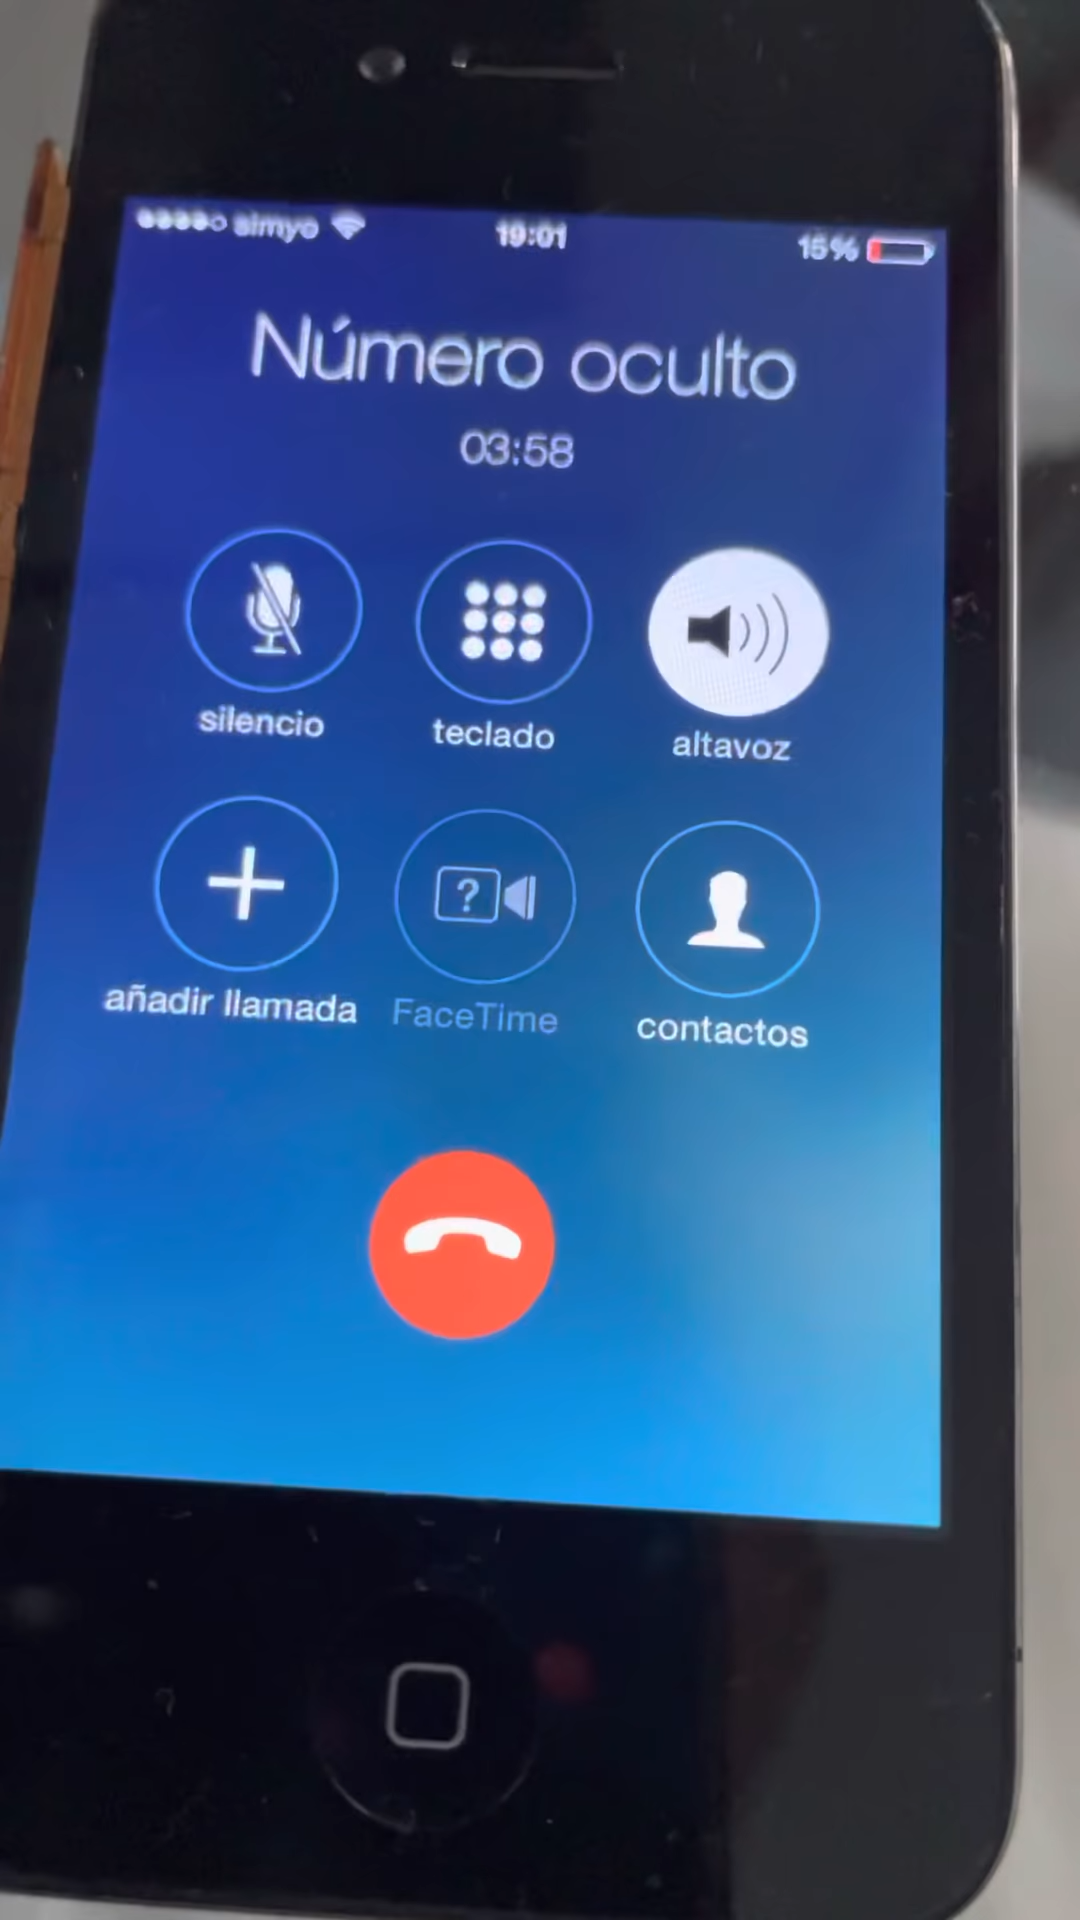 simyo 19:01 15%
Número oculto
03:58
silencio teclado altavoz
añadir llamada FaceTime contactos